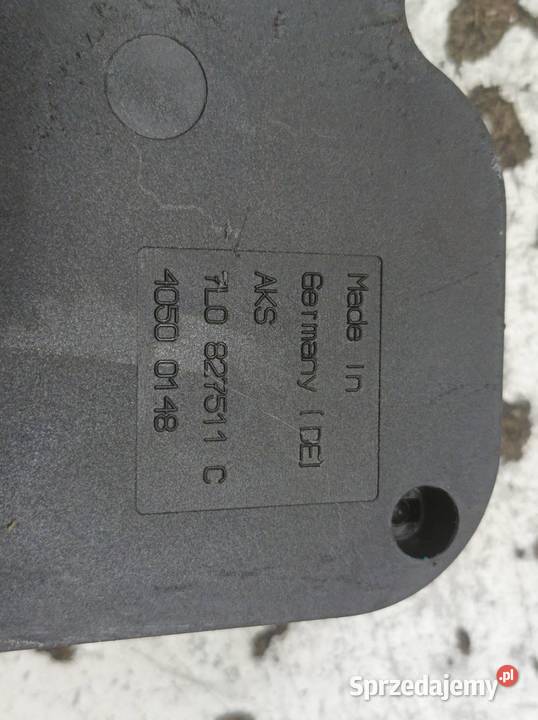 Made In
Germany (DE)
AKS
7L0 827511 C
4050 0148
Sprzedajemy.pl